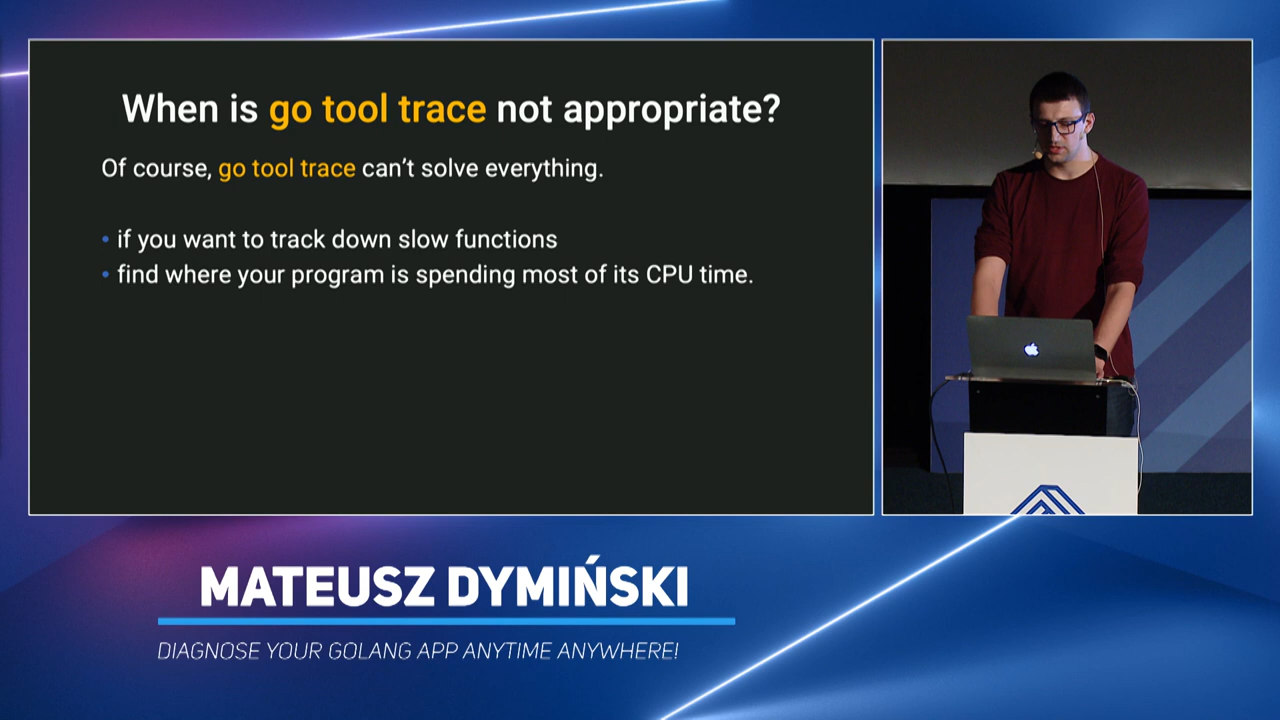 When is go tool trace not appropriate?
Of course, go tool trace can’t solve everything.
• if you want to track down slow functions
• find where your program is spending most of its CPU time.
MATEUSZ DYMIŃSKI
DIAGNOSE YOUR GOLANG APP ANYTIME ANYWHERE!